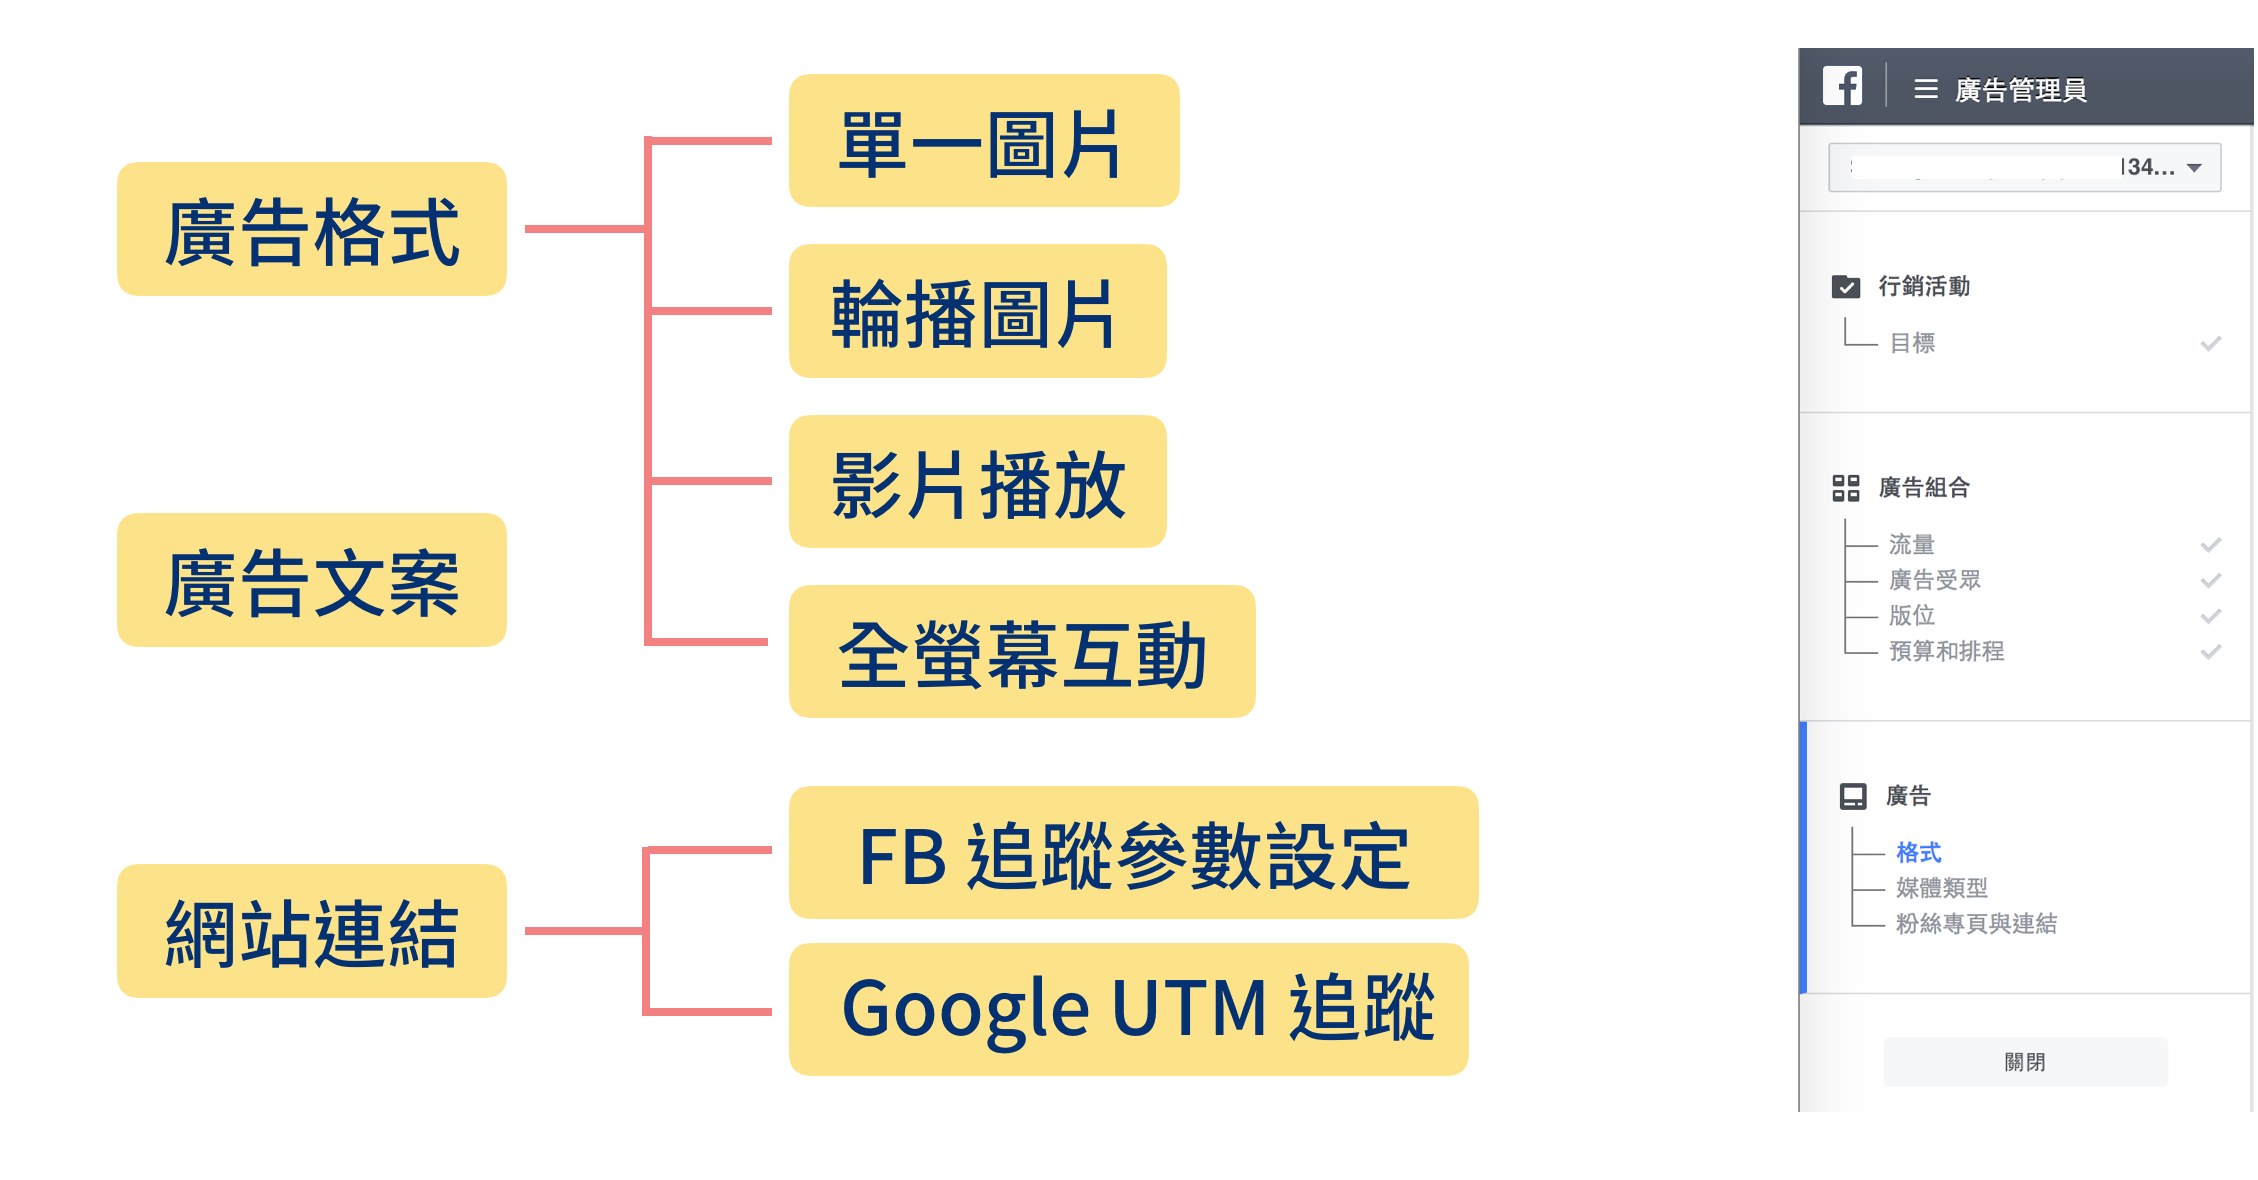 廣告格式
單一圖片
輪播圖片
影片播放
全螢幕互動
廣告文案
網站連結
FB 追蹤參數設定
Google UTM 追蹤
廣告管理員
134...
行銷活動
目標
廣告組合
流量
廣告受眾
版位
預算和排程
廣告
格式
媒體類型
粉絲專頁與連結
關閉